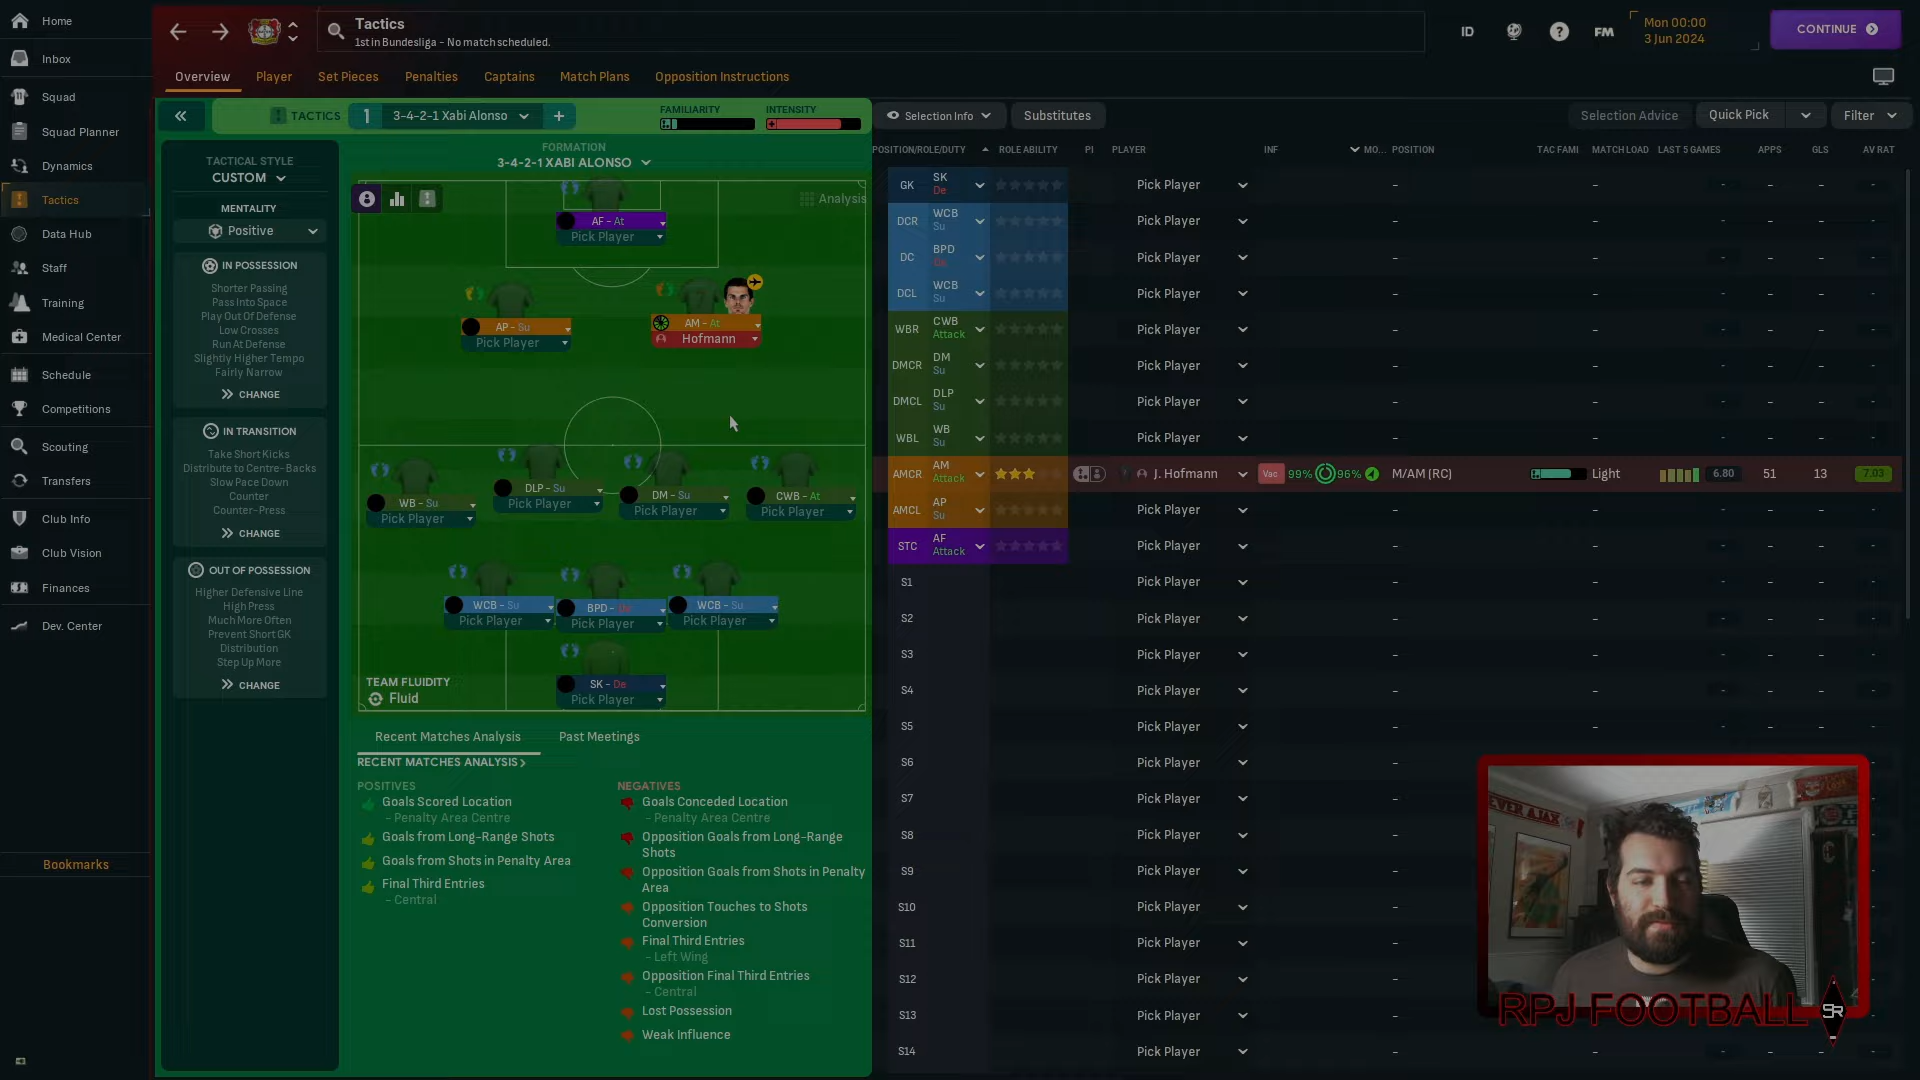 Home
Inbox
Squad
Squad Planner
Dynamics
Tactics
Data Hub
Staff
Training
Medical Center
Schedule
Competitions
Scouting
Transfers
Club Info
Club Vision
Finances
Dev. Center
Bookmarks
Tactics
1st in Bundesliga - No match scheduled.
ID
FM
Mon 00:00
3 Jun 2024
CONTINUE
Overview Player Set Pieces Penalties Captains Match Plans Opposition Instructions
TACTICS 1 3-4-2-1 Xabi Alonso
FAMILIARITY
INTENSITY
TACTICAL STYLE
CUSTOM
MENTALITY
Positive
IN POSSESSION
Shorter Passing
Pass Into Space
Play Out Of Defense
Low Crosses
Run At Defense
Slightly Higher Tempo
Fairly Narrow
CHANGE
IN TRANSITION
Take Short Kicks
Distribute to Centre-Backs
Slow Pace Down
Counter
Counter-Press
CHANGE
OUT OF POSSESSION
Higher Defensive Line
High Press
Much More Often
Prevent Short GK
Distribution
Step Up More
CHANGE
FORMATION
3-4-2-1 XABI ALONSO
Analysis
AF - At
Pick Player
AP - Su
Pick Player
AM - At
Hofmann
WB - Su
Pick Player
DLP - Su
Pick Player
DM - Su
Pick Player
CWB - At
Pick Player
WCB - Su
Pick Player
BPD - De
Pick Player
WCB - Su
Pick Player
SK - De
Pick Player
TEAM FLUIDITY
Fluid
Recent Matches Analysis Past Meetings
RECENT MATCHES ANALYSIS
POSITIVES
Goals Scored Location
- Penalty Area Centre
Goals from Long-Range Shots
Goals from Shots in Penalty Area
Final Third Entries
- Central
NEGATIVES
Goals Conceded Location
- Penalty Area Centre
Opposition Goals from Long-Range
Shots
Opposition Goals from Shots in Penalty
Area
Opposition Touches to Shots
Conversion
Final Third Entries
- Left Wing
Opposition Final Third Entries
- Central
Lost Possession
Weak Influence
Selection Info Substitutes Selection Advice Quick Pick Filter
POSITION/ROLE/DUTY ROLE ABILITY PI PLAYER INF MO... POSITION TAC FAMI MATCH LOAD LAST 5 GAMES APPS GLS AV RAT
GK SK De Pick Player - - - - - - -
DCR WCB Su Pick Player - - - - - - -
DC BPD De Pick Player - - - - - - -
DCL WCB Su Pick Player - - - - - - -
WBR CWB Attack Pick Player - - - - - - -
DMCR DM Su Pick Player - - - - - - -
DMCL DLP Su Pick Player - - - - - - -
WBL WB Su Pick Player - - - - - - -
AMCR AM Attack J. Hofmann Vac 99% 96% M/AM (RC) Light 6.80 51 13 7.03
AMCL AP Su Pick Player - - - - - - -
STC AF Attack Pick Player - - - - - - -
S1 Pick Player - - - - - - -
S2 Pick Player - - - - - - -
S3 Pick Player - - - - - - -
S4 Pick Player - - - - - - -
S5 Pick Player - - - - - - -
S6 Pick Player
S7 Pick Player
S8 Pick Player
S9 Pick Player
S10 Pick Player
S11 Pick Player
S12 Pick Player
S13 Pick Player
S14 Pick Player
EVER AJAX
RPJ FOOTBALL
SR